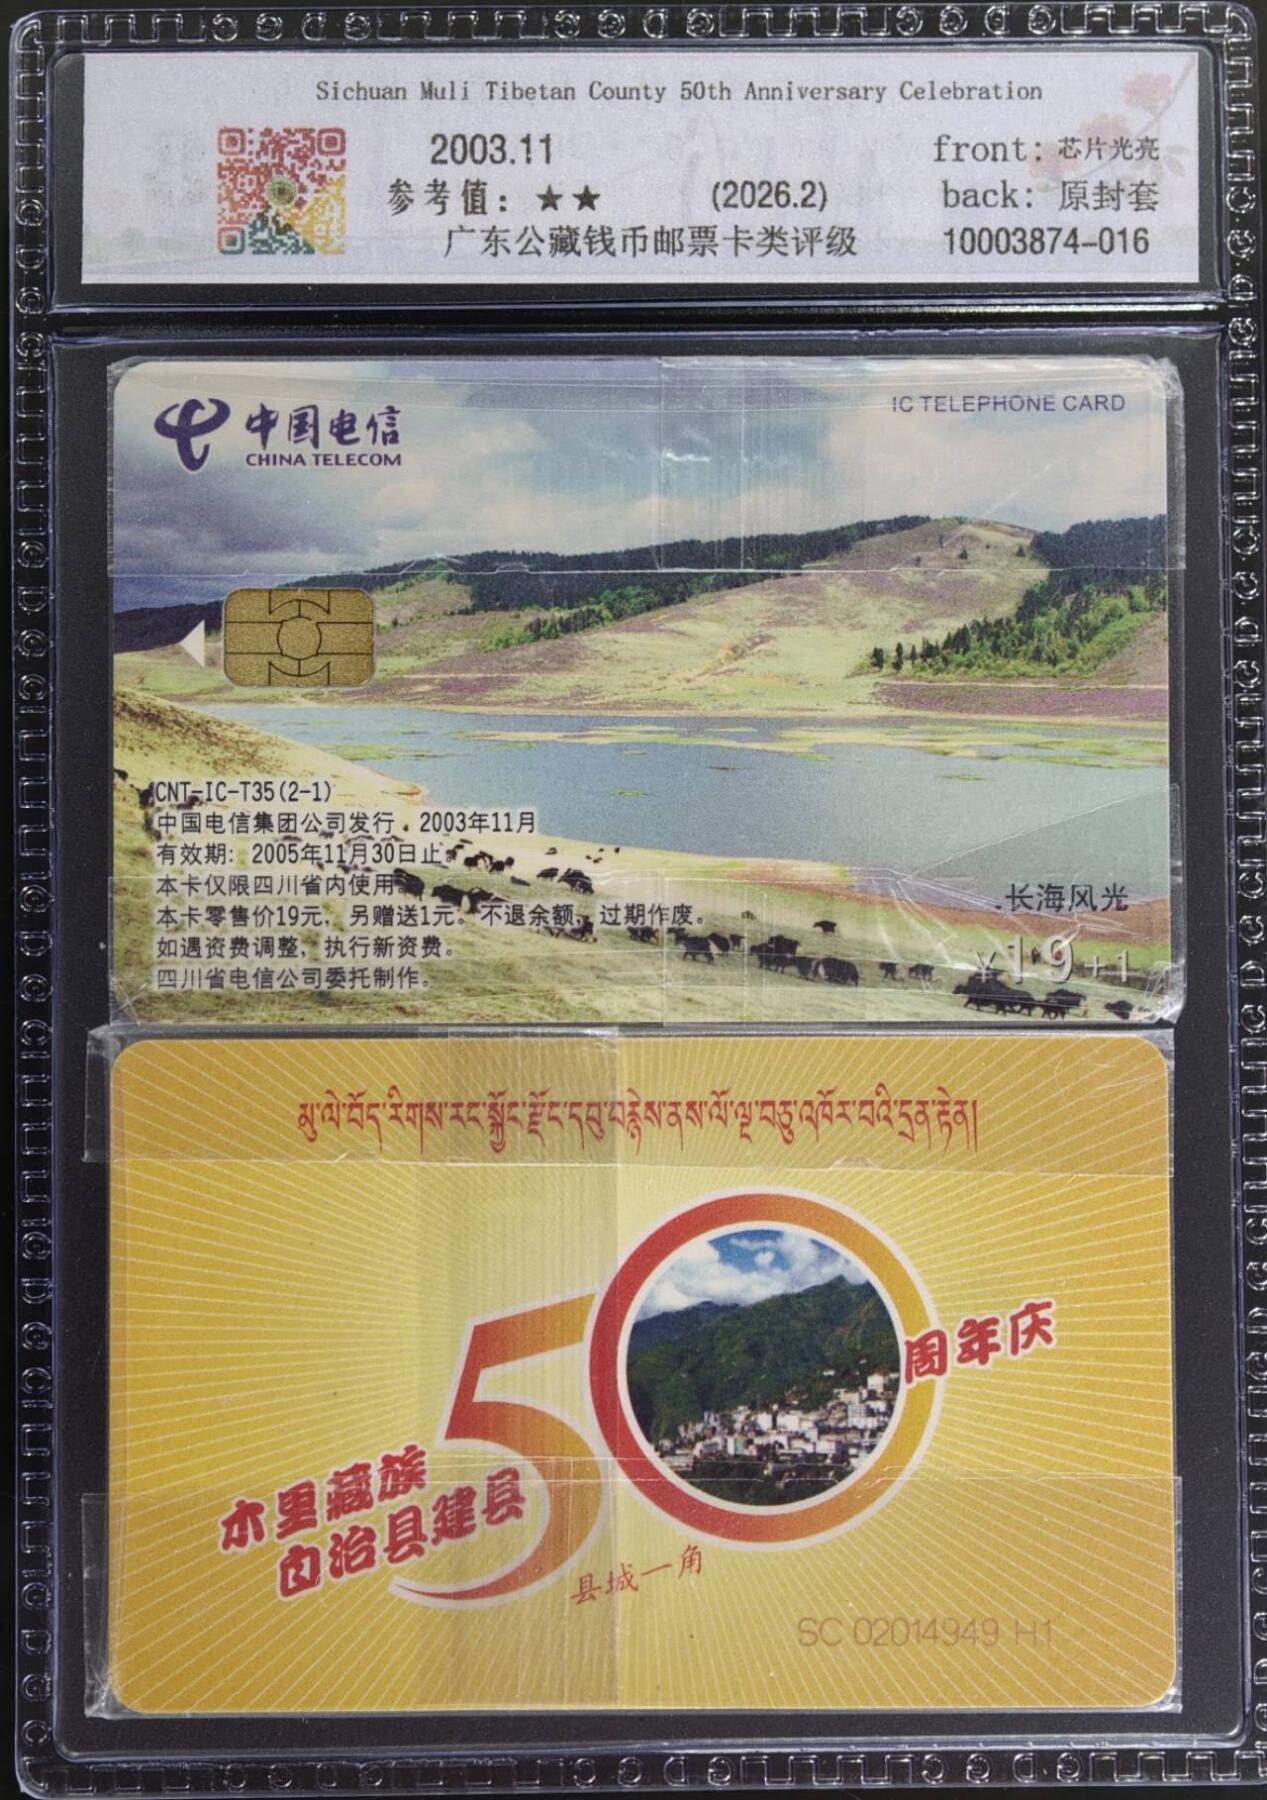 Sichuan Muli Tibetan County 50th Anniversary Celebration
2003.11
front: 芯片光亮
参考值: ★★
(2026.2)
back: 原封套
广东公藏钱币邮票卡类评级
10003874-016
中国电信
CHINA TELECOM
IC TELEPHONE CARD
CNT-IC-T35(2-1)
中国电信集团公司发行．2003年11月
有效期: 2005年11月30日止。
本卡仅限四川省内使用。
本卡零售价19元，另赠送1元。不退余额，过期作废。
如遇资费调整，执行新资费。
四川省电信公司委托制作。
.长海风光
¥19+1
མུ་ལེ་བོད་རིགས་རང་སྐྱོང་རྫོང་དབུ་བརྙེས་ནས་ལོ་ལྔ་བཅུ་འཁོར་བའི་དྲན་རྟེན།
50
周年庆
木里藏族
自治县建县
县城一角
SC 02014949 H1